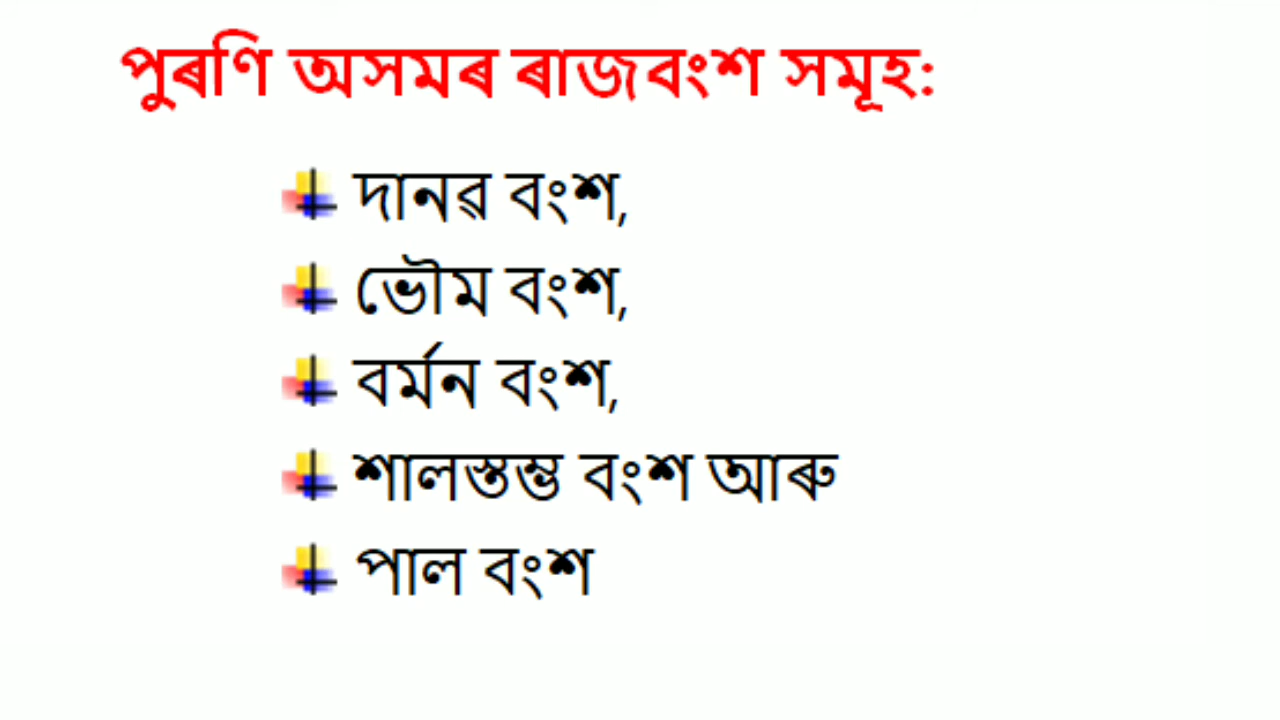 পুৰণি অসমৰ ৰাজবংশ সমূহ:
দানৱ বংশ,
ভৌম বংশ,
বৰ্মন বংশ,
শালস্তম্ভ বংশ আৰু
পাল বংশ